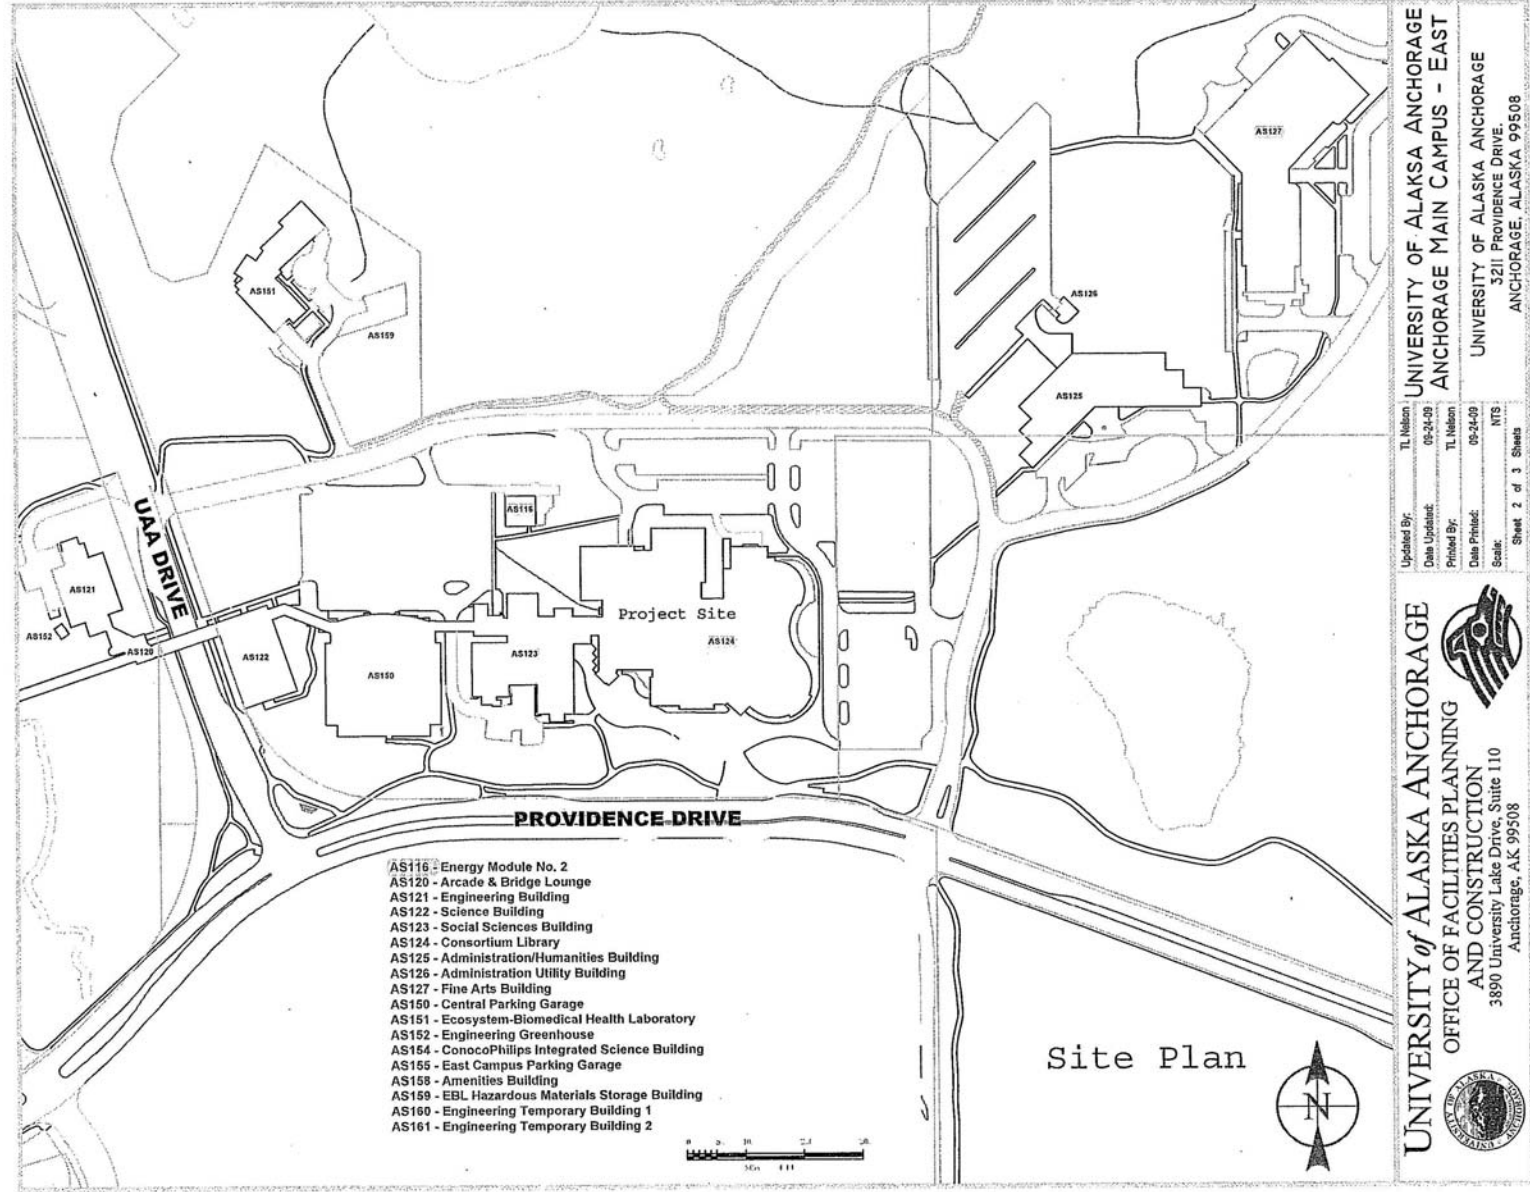 AS127
AS126
AS151
AS159
AS125
UAA DRIVE
AS116
AS121
Project Site
AS152
AS120
AS122
AS123
AS124
AS150
PROVIDENCE DRIVE
AS116 - Energy Module No. 2
AS120 - Arcade & Bridge Lounge
AS121 - Engineering Building
AS122 - Science Building
AS123 - Social Sciences Building
AS124 - Consortium Library
AS125 - Administration/Humanities Building
AS126 - Administration Utility Building
AS127 - Fine Arts Building
AS150 - Central Parking Garage
AS151 - Ecosystem-Biomedical Health Laboratory
AS152 - Engineering Greenhouse
AS154 - ConocoPhilips Integrated Science Building
AS155 - East Campus Parking Garage
AS158 - Amenities Building
AS159 - EBL Hazardous Materials Storage Building
AS160 - Engineering Temporary Building 1
AS161 - Engineering Temporary Building 2
Site Plan
N
UNIVERSITY OF ALAKSA ANCHORAGE
ANCHORAGE MAIN CAMPUS - EAST
UNIVERSITY OF ALASKA ANCHORAGE
3211 PROVIDENCE DRIVE.
ANCHORAGE, ALASKA 99508
Updated By: TL Nelson
Date Updated: 09-24-09
Printed By: TL Nelson
Date Printed: 09-24-09
Scale: NTS
Sheet 2 of 3 Sheets
UNIVERSITY of ALASKA ANCHORAGE
OFFICE OF FACILITIES PLANNING
AND CONSTRUCTION
3890 University Lake Drive, Suite 110
Anchorage, AK 99508
UNIVERSITY OF ALASKA ANCHORAGE